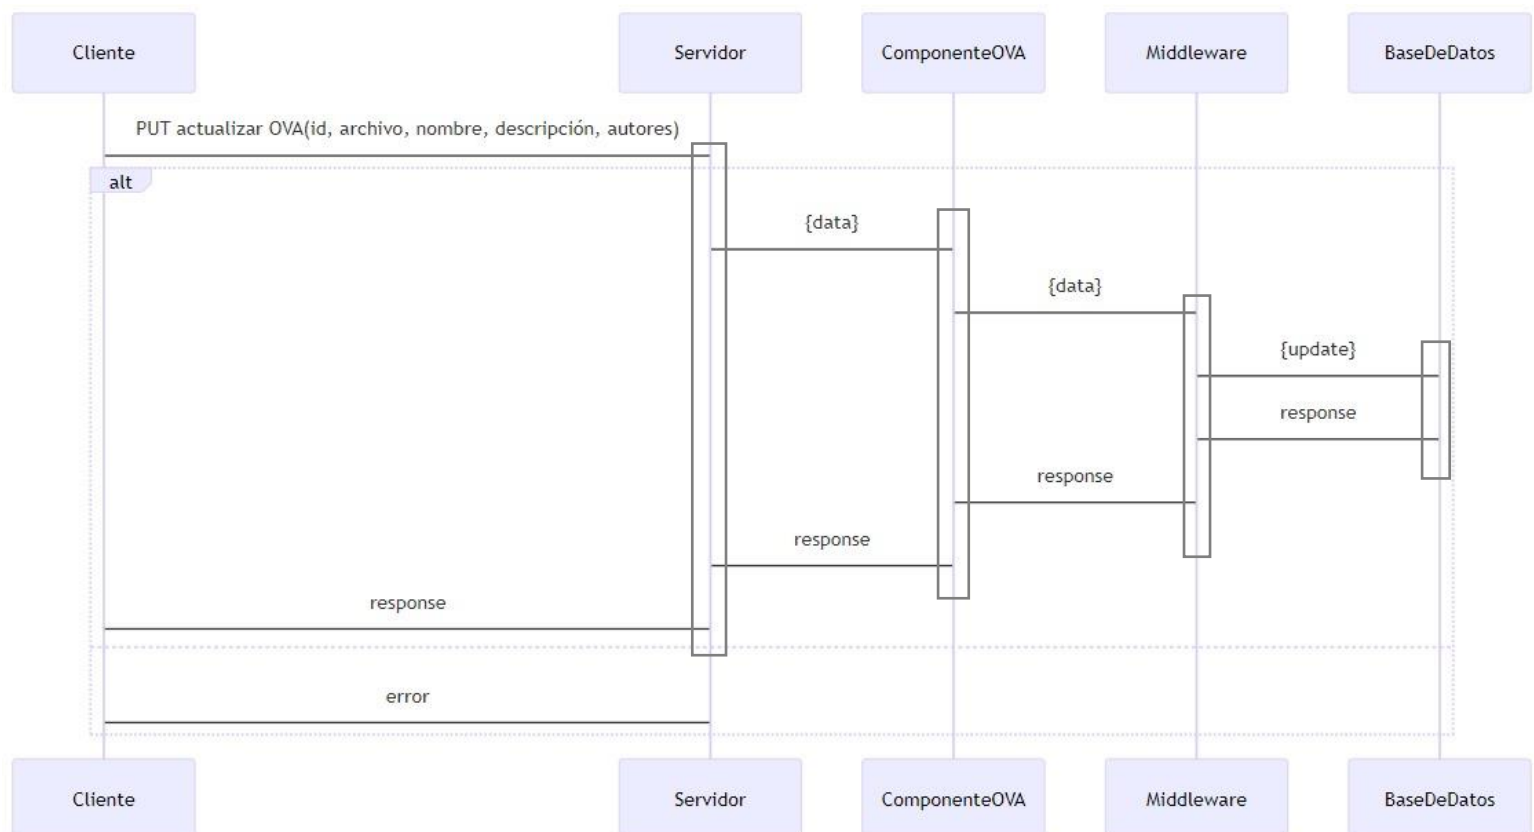 Cliente
Servidor
ComponenteOVA
Middleware
BaseDeDatos
PUT actualizar OVA(id, archivo, nombre, descripción, autores)
alt
{data}
{data}
{update}
response
response
response
response
error
Cliente
Servidor
ComponenteOVA
Middleware
BaseDeDatos